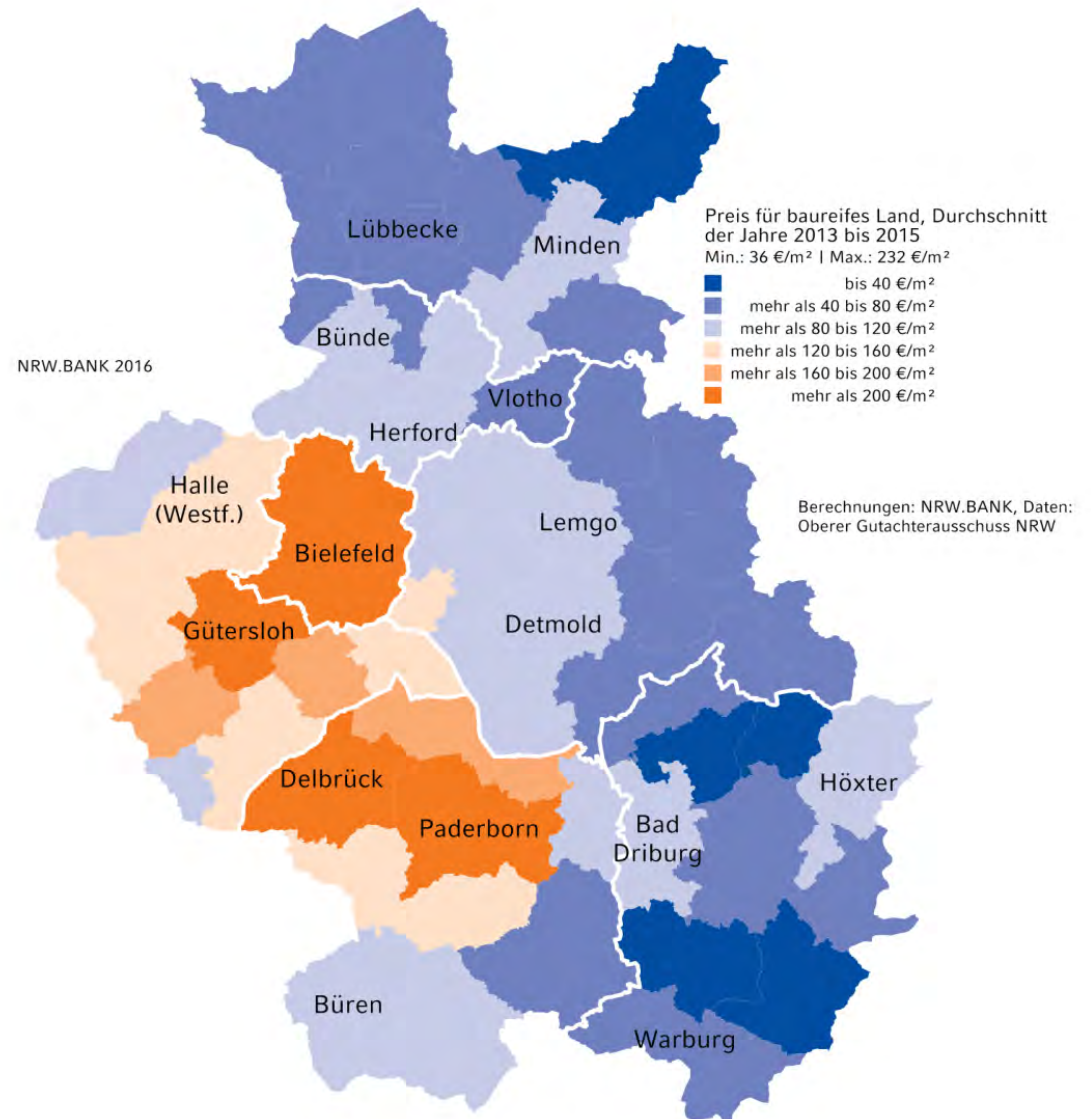 Lübbecke
Minden
Preis für baureifes Land, Durchschnitt
der Jahre 2013 bis 2015
Min.: 36 €/m² | Max.: 232 €/m²
bis 40 €/m²
mehr als 40 bis 80 €/m²
mehr als 80 bis 120 €/m²
mehr als 120 bis 160 €/m²
mehr als 160 bis 200 €/m²
mehr als 200 €/m²
Bünde
NRW.BANK 2016
Vlotho
Herford
Halle
(Westf.)
Lemgo
Berechnungen: NRW.BANK, Daten:
Oberer Gutachterausschuss NRW
Bielefeld
Gütersloh
Detmold
Delbrück
Höxter
Paderborn
Bad
Driburg
Büren
Warburg